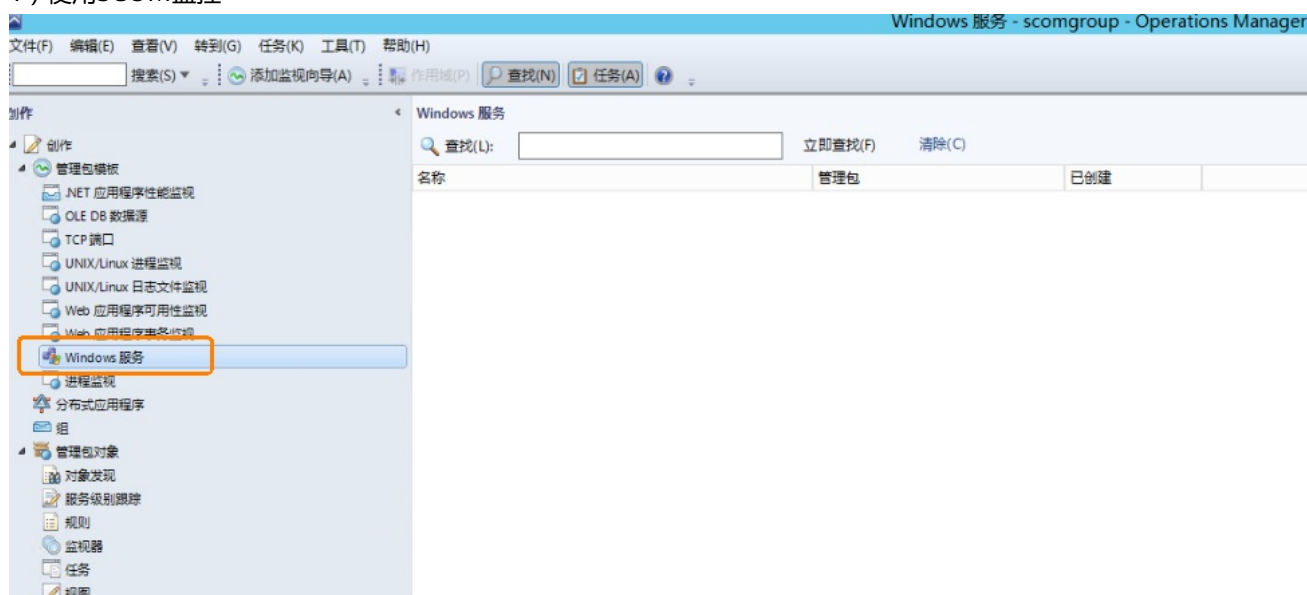 Windows 服务 - scomgroup - Operations Manager
文件(F) 编辑(E) 查看(V) 转到(G) 任务(K) 工具(T) 帮助(H)
搜索(S) 添加监视向导(A) 作用域(P) 查找(N) 任务(A)
创作 Windows 服务
查找(L): 立即查找(F) 清除(C)
名称 管理包 已创建
创作
管理包模板
.NET 应用程序性能监视
OLE DB 数据源
TCP 端口
UNIX/Linux 进程监视
UNIX/Linux 日志文件监视
Web 应用程序可用性监视
Web 应用程序事务监视
Windows 服务
进程监视
分布式应用程序
组
管理包对象
对象发现
服务级别跟踪
规则
监视器
任务
视图